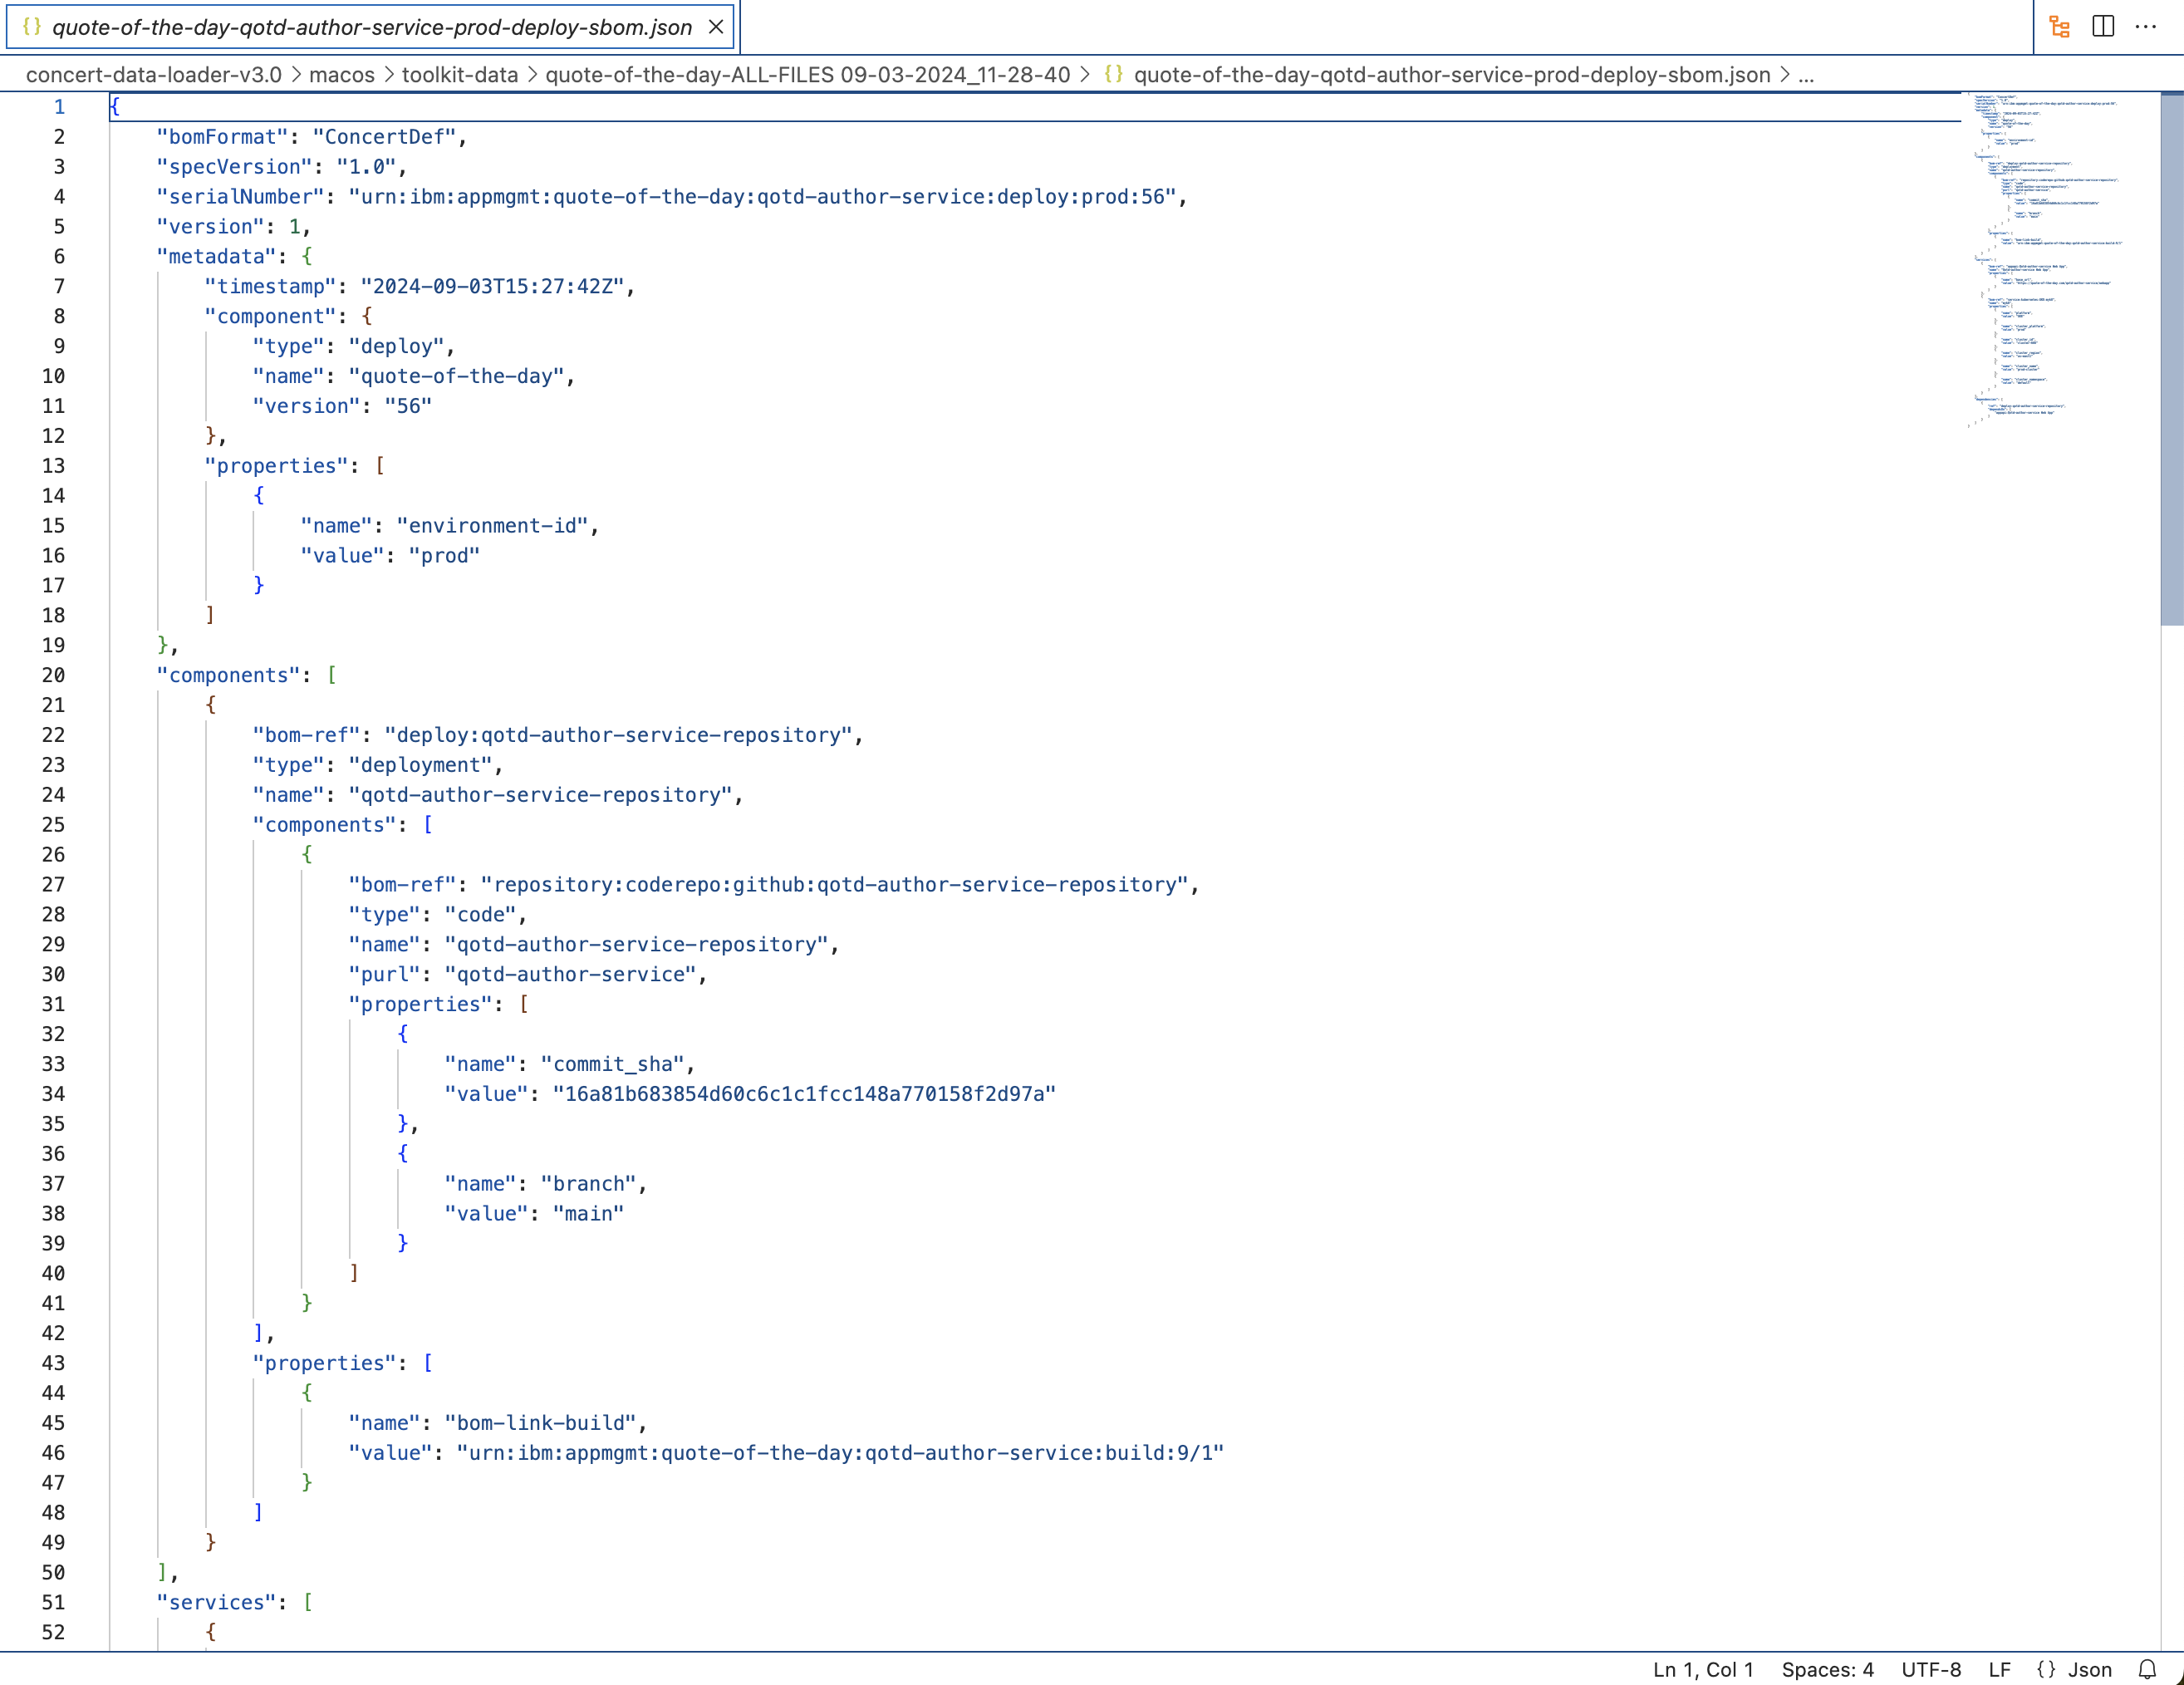 {} quote-of-the-day-qotd-author-service-prod-deploy-sbom.json ×
concert-data-loader-v3.0 > macos > toolkit-data > quote-of-the-day-ALL-FILES 09-03-2024_11-28-40 > {} quote-of-the-day-qotd-author-service-prod-deploy-sbom.json > ...
1 {
2     "bomFormat": "ConcertDef",
3     "specVersion": "1.0",
4     "serialNumber": "urn:ibm:appmgmt:quote-of-the-day:qotd-author-service:deploy:prod:56",
5     "version": 1,
6     "metadata": {
7         "timestamp": "2024-09-03T15:27:42Z",
8         "component": {
9             "type": "deploy",
10             "name": "quote-of-the-day",
11             "version": "56"
12         },
13         "properties": [
14             {
15                 "name": "environment-id",
16                 "value": "prod"
17             }
18         ]
19     },
20     "components": [
21         {
22             "bom-ref": "deploy:qotd-author-service-repository",
23             "type": "deployment",
24             "name": "qotd-author-service-repository",
25             "components": [
26                 {
27                     "bom-ref": "repository:coderepo:github:qotd-author-service-repository",
28                     "type": "code",
29                     "name": "qotd-author-service-repository",
30                     "purl": "qotd-author-service",
31                     "properties": [
32                         {
33                             "name": "commit_sha",
34                             "value": "16a81b683854d60c6c1c1fcc148a770158f2d97a"
35                         },
36                         {
37                             "name": "branch",
38                             "value": "main"
39                         }
40                     ]
41                 }
42             ],
43             "properties": [
44                 {
45                     "name": "bom-link-build",
46                     "value": "urn:ibm:appmgmt:quote-of-the-day:qotd-author-service:build:9/1"
47                 }
48             ]
49         }
50     ],
51     "services": [
52         {
Ln 1, Col 1 Spaces: 4 UTF-8 LF {} Json